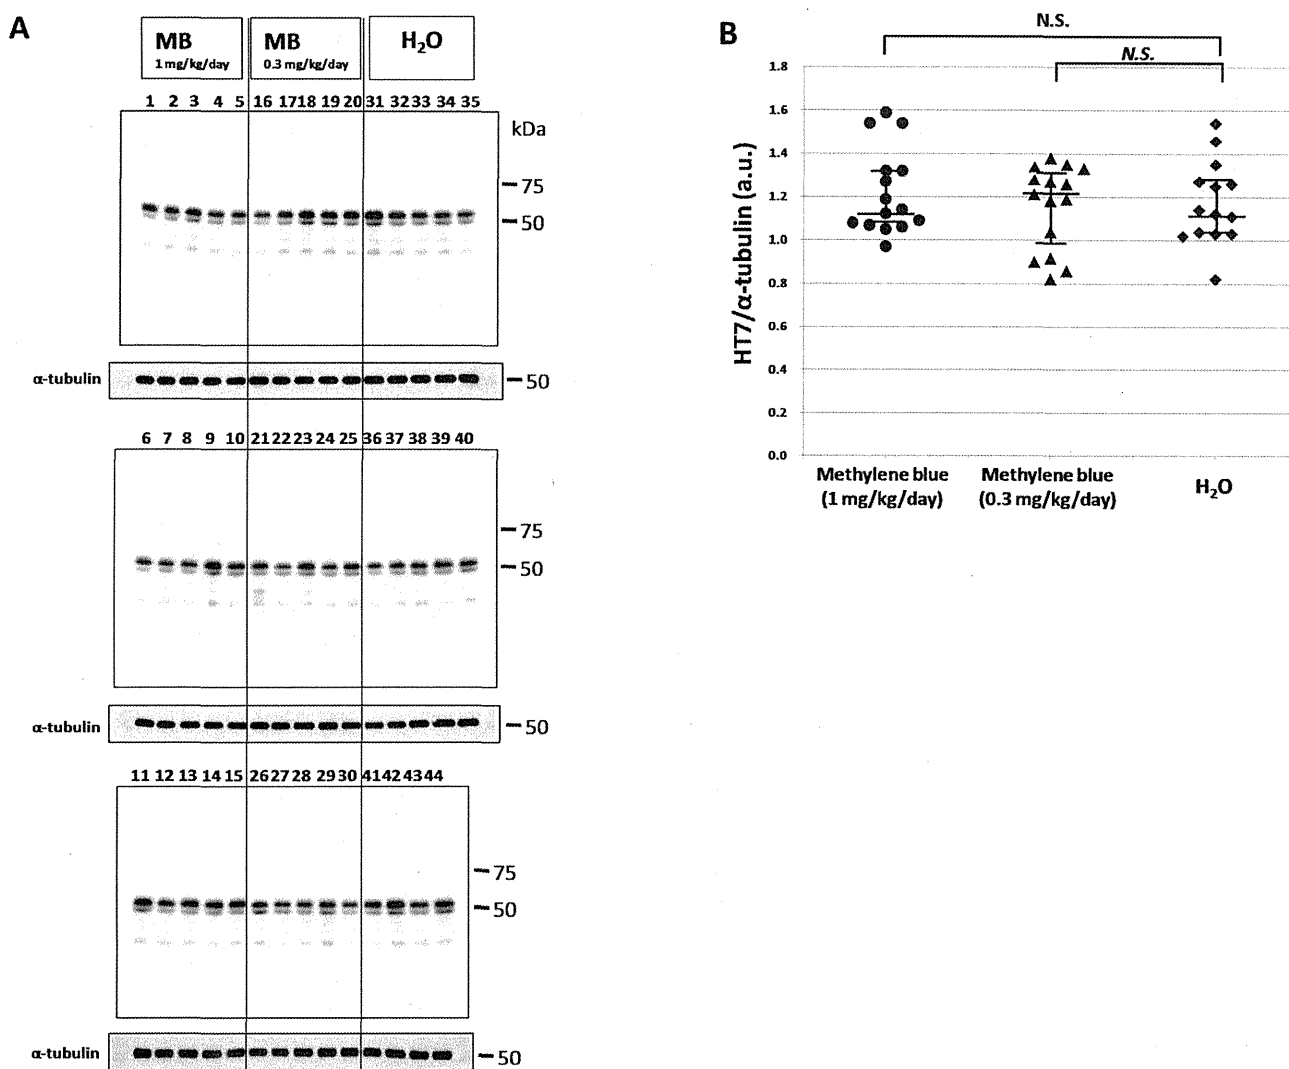 A
MB
1 mg/kg/day
MB
0.3 mg/kg/day
H₂O
1 2 3 4 5 16 17 18 19 20 31 32 33 34 35
kDa
75
50
α-tubulin
50
6 7 8 9 10 21 22 23 24 25 36 37 38 39 40
75
50
α-tubulin
50
11 12 13 14 15 26 27 28 29 30 41 42 43 44
75
50
α-tubulin
50
B
N.S.
N.S.
HT7/α-tubulin (a.u.)
1.8
1.6
1.4
1.2
1.0
0.8
0.6
0.4
0.2
0.0
Methylene blue
(1 mg/kg/day)
Methylene blue
(0.3 mg/kg/day)
H₂O